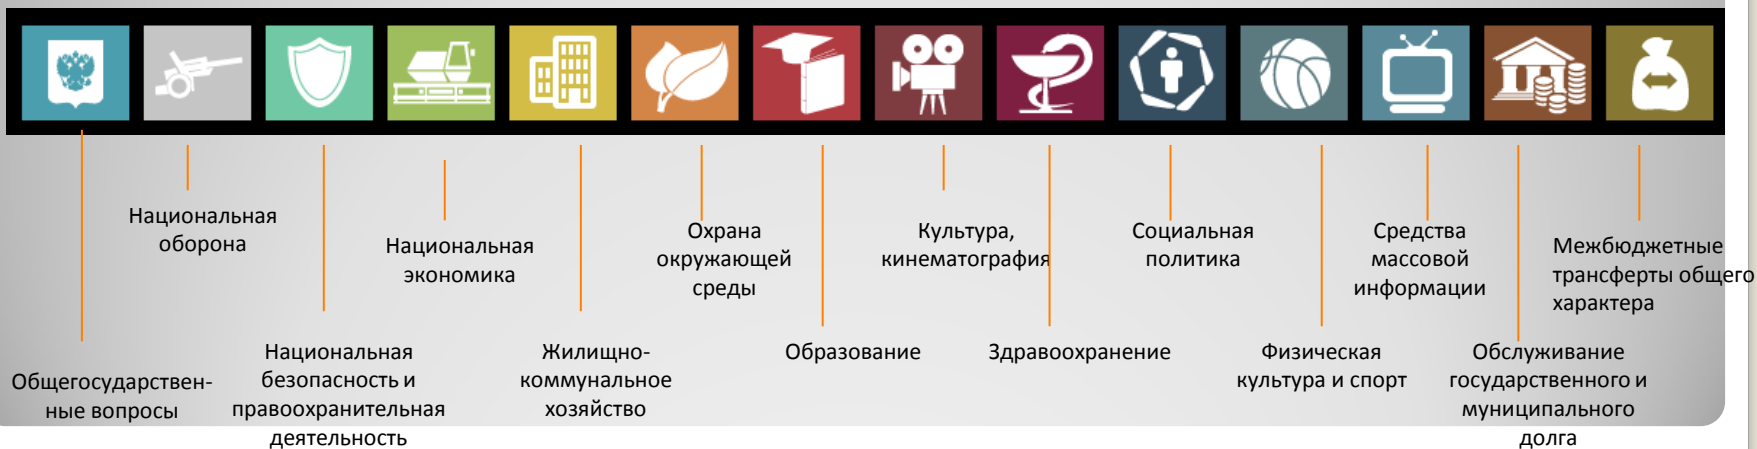 Общегосударствен-
ные вопросы
Национальная
оборона
Национальная
безопасность и
правоохранительная
деятельность
Национальная
экономика
Жилищно-
коммунальное
хозяйство
Охрана
окружающей
среды
Образование
Культура,
кинематография
Здравоохранение
Социальная
политика
Физическая
культура и спорт
Средства
массовой
информации
Обслуживание
государственного и
муниципального
долга
Межбюджетные
трансферты общего
характера